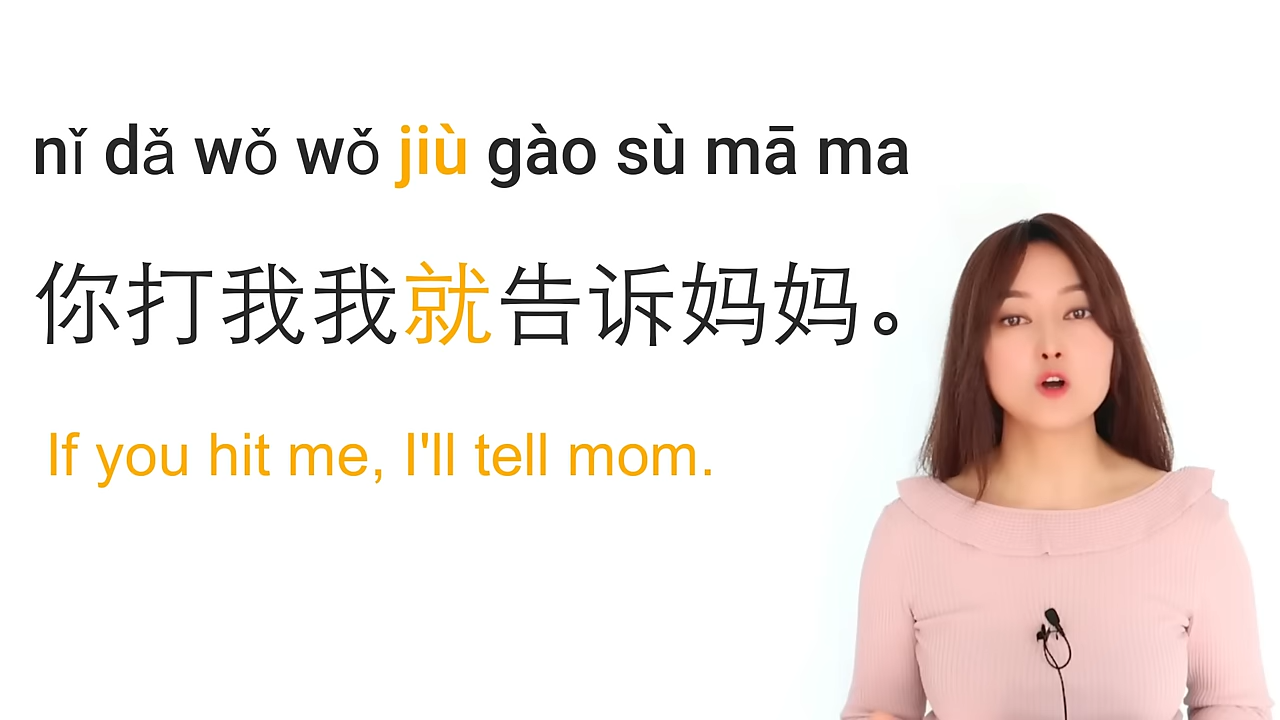 nǐ dǎ wǒ wǒ jiù gào sù mā ma
你打我我就告诉妈妈。
If you hit me, I'll tell mom.